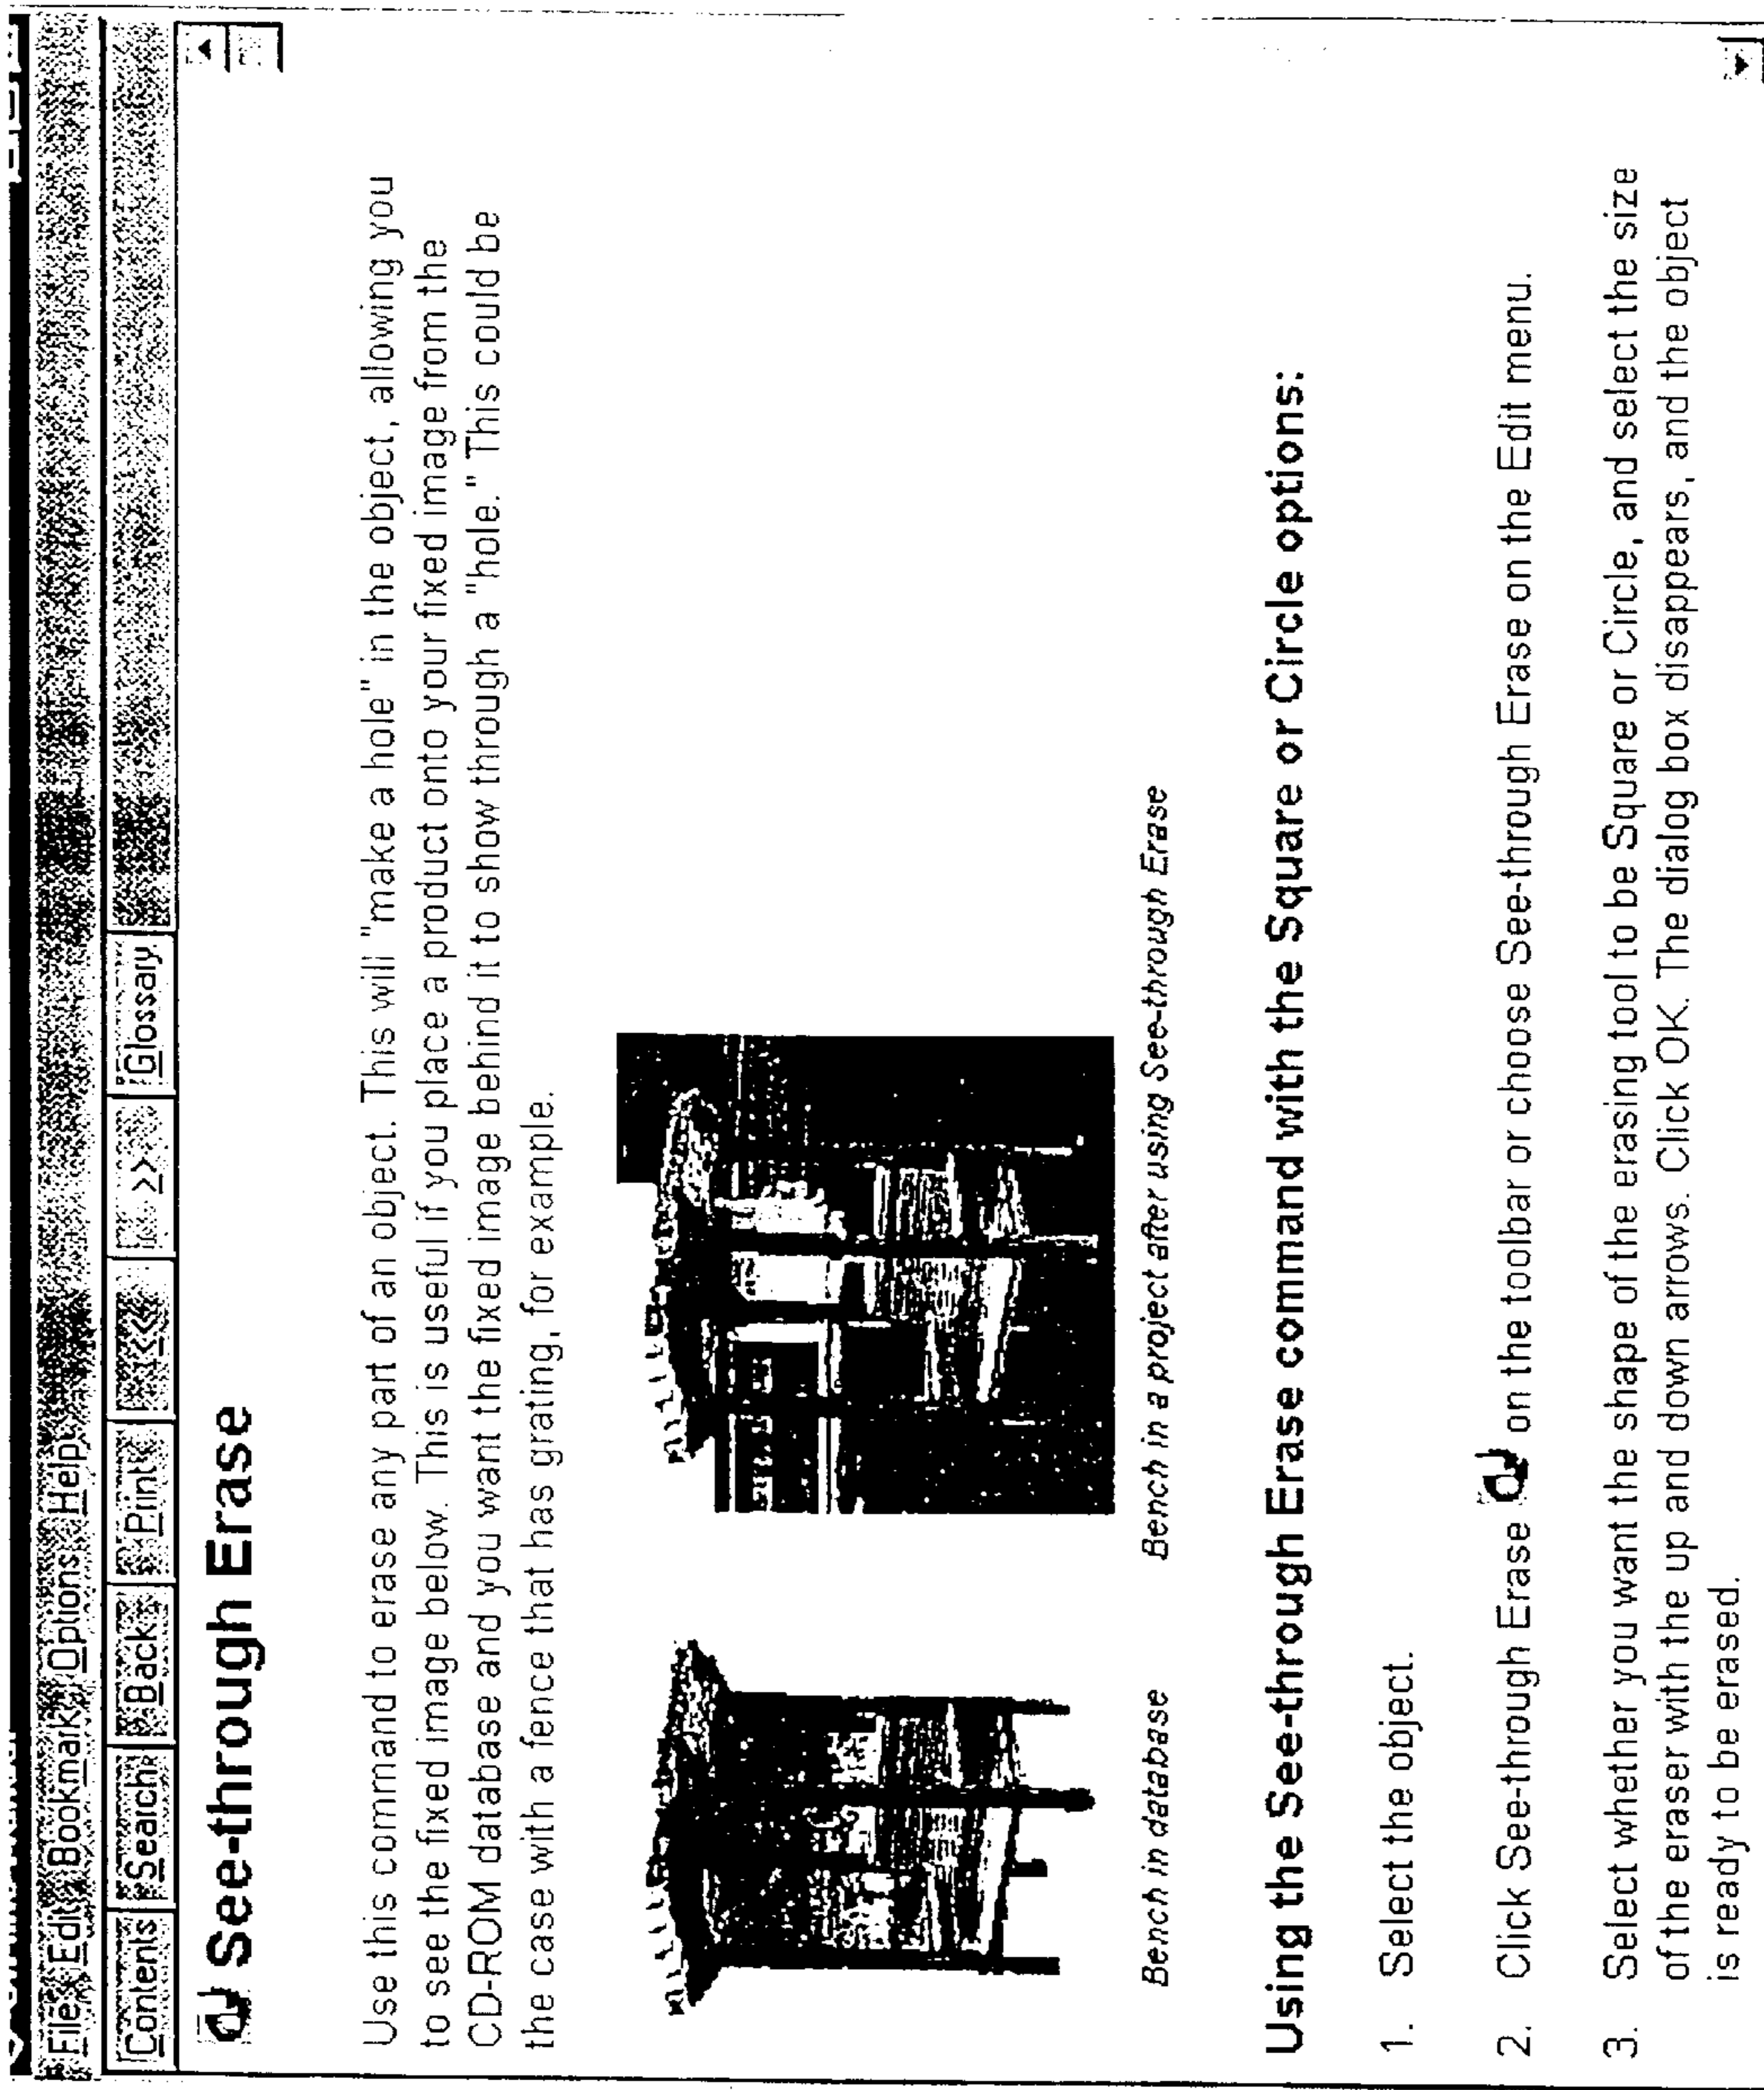 File Edit Bookmark Options Help
Contents Search Back Print << >> Glossary
See-through Erase
Use this command to erase any part of an object. This will "make a hole" in the object, allowing you
to see the fixed image below. This is useful if you place a product onto your fixed image from the
CD-ROM database and you want the fixed image behind it to show through a "hole." This could be
the case with a fence that has grating, for example.
Bench in database
Bench in a project after using See-through Erase
Using the See-through Erase command with the Square or Circle options:
1. Select the object.
2. Click See-through Erase on the toolbar or choose See-through Erase on the Edit menu.
3. Select whether you want the shape of the erasing tool to be Square or Circle, and select the size
of the eraser with the up and down arrows. Click OK. The dialog box disappears, and the object
is ready to be erased.